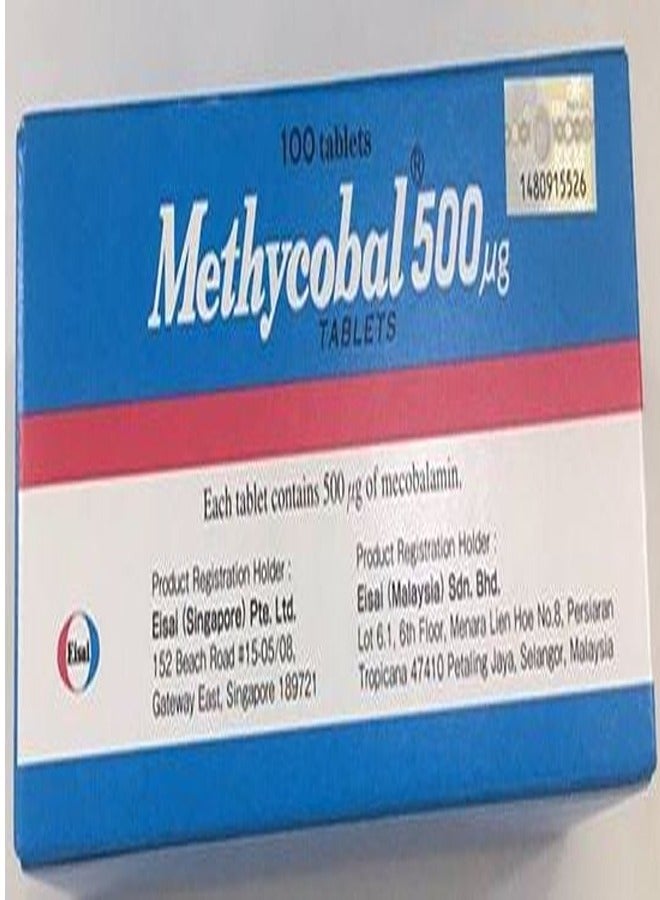 100 tablets
Methycobal® 500 µg
TABLETS
1480915526
Each tablet contains 500 µg of mecobalamin.
Product Registration Holder :
Eisai (Singapore) Pte. Ltd.
152 Beach Road #15-05/08,
Gateway East, Singapore 189721
Product Registration Holder :
Eisai (Malaysia) Sdn. Bhd.
Lot 6.1, 6th Floor, Menara Lien Hoe No.8, Persiaran
Tropicana 47410 Petaling Jaya, Selangor, Malaysia
Eisai